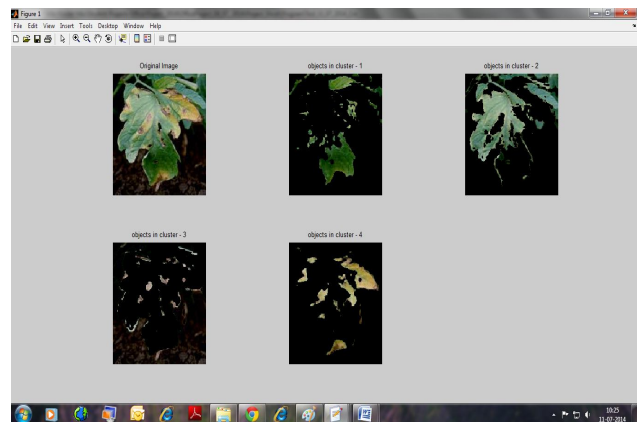 Figure 1
File Edit View Insert Tools Desktop Window Help
Original Image
objects in cluster - 1
objects in cluster - 2
objects in cluster - 3
objects in cluster - 4
10:25
11-07-2014